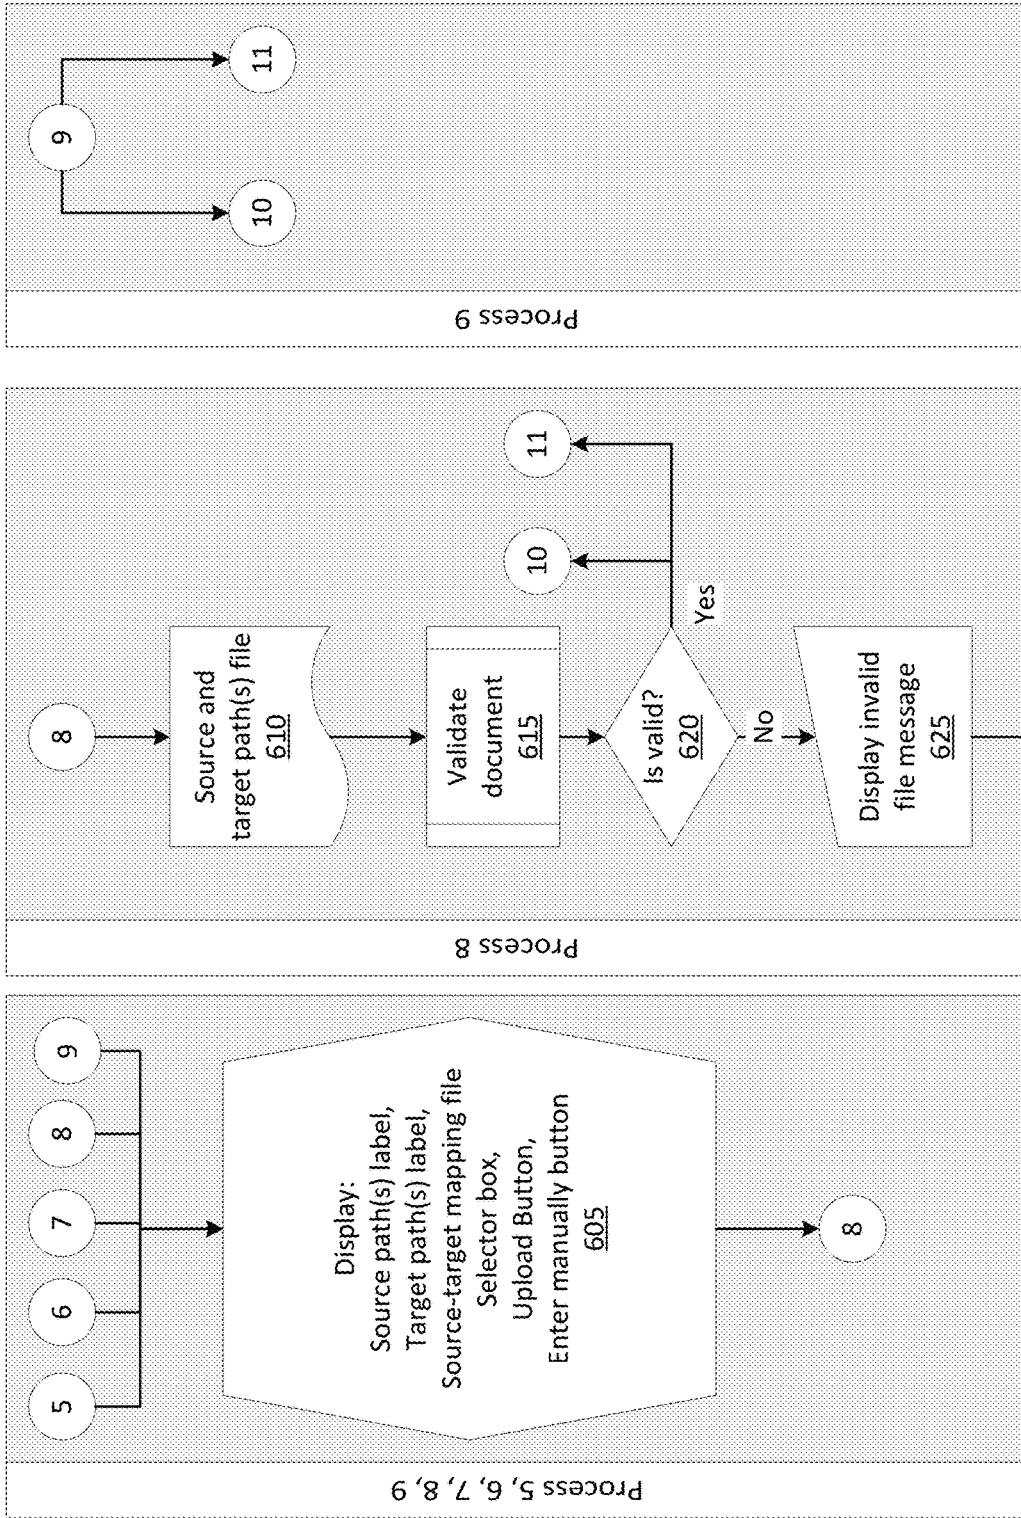 Process 5, 6, 7, 8, 9
5
6
7
8
9
Display:
Source path(s) label,
Target path(s) label,
Source-target mapping file
Selector box,
Upload Button,
Enter manually button
605
8
Process 8
8
Source and
target path(s) file
610
Validate
document
615
Is valid?
620
Yes
10
11
No
Display invalid
file message
625
Process 9
9
10
11